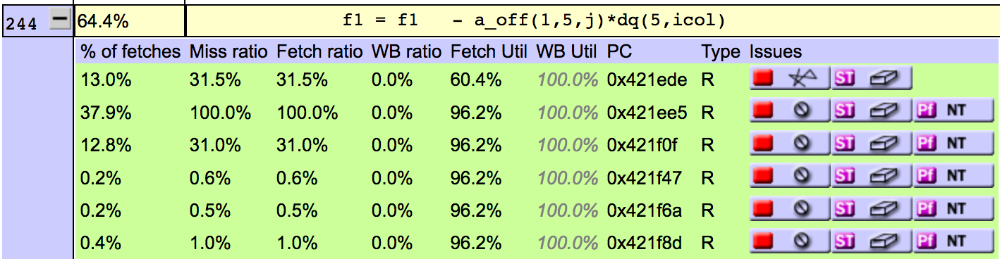 244 − 64.4% f1 = f1 - a_off(1,5,j)*dq(5,icol)
% of fetches Miss ratio Fetch ratio WB ratio Fetch Util WB Util PC Type Issues
13.0% 31.5% 31.5% 0.0% 60.4% 100.0% 0x421ede R ST
37.9% 100.0% 100.0% 0.0% 96.2% 100.0% 0x421ee5 R ST Pf NT
12.8% 31.0% 31.0% 0.0% 96.2% 100.0% 0x421f0f R ST Pf NT
0.2% 0.6% 0.6% 0.0% 96.2% 100.0% 0x421f47 R ST Pf NT
0.2% 0.5% 0.5% 0.0% 96.2% 100.0% 0x421f6a R ST Pf NT
0.4% 1.0% 1.0% 0.0% 96.2% 100.0% 0x421f8d R ST Pf NT